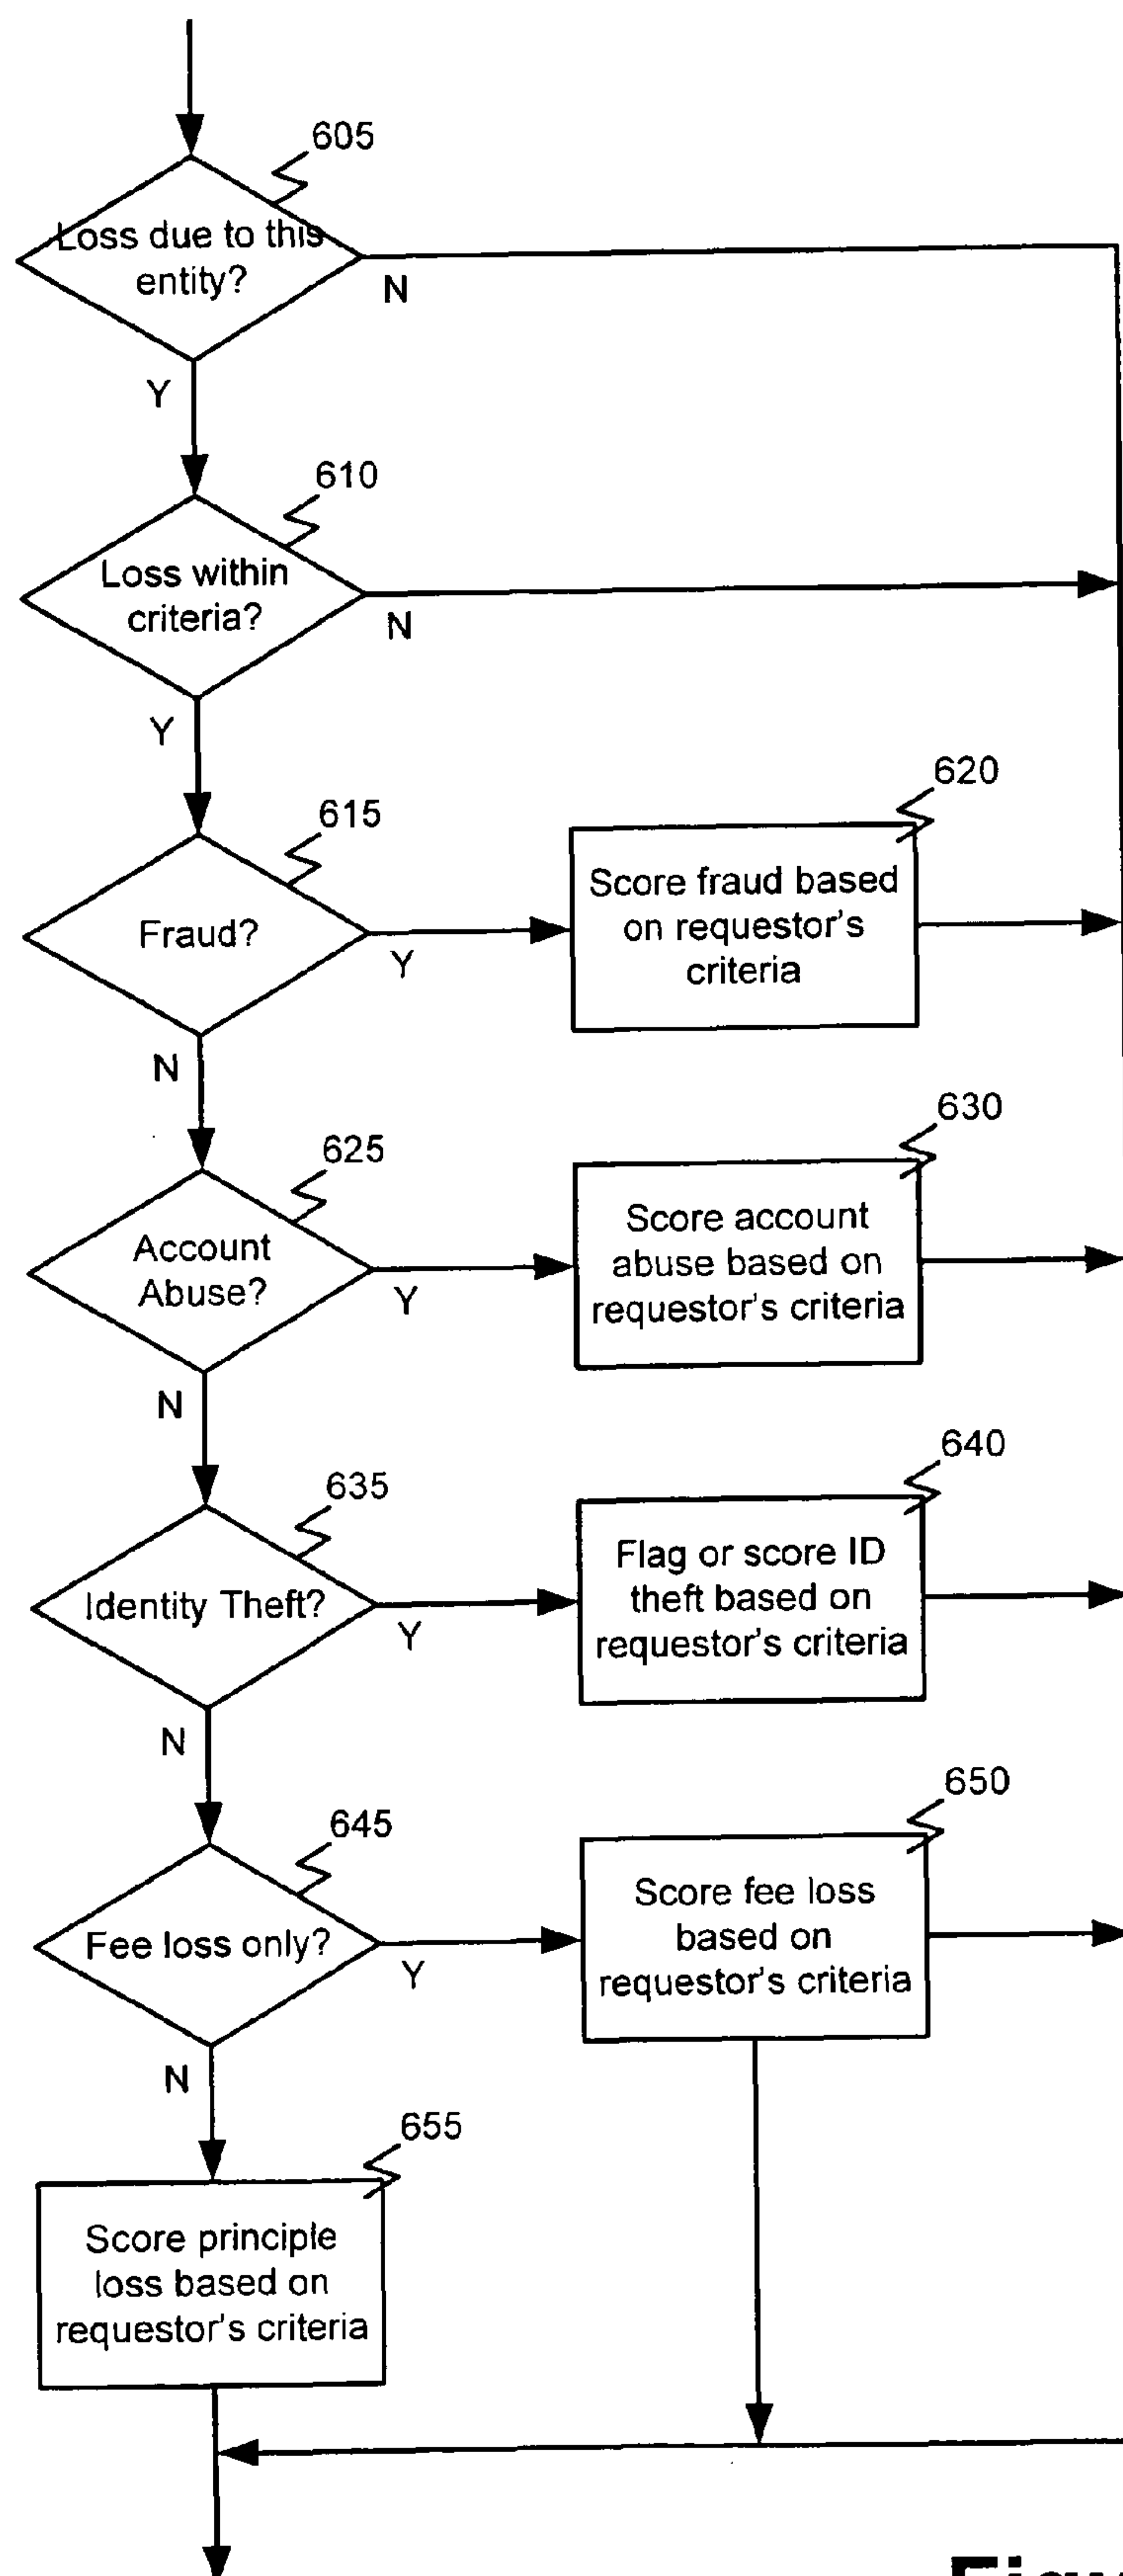 605
Loss due to this
entity?
N
Y
610
Loss within
criteria?
N
Y
615
Fraud?
Y
N
620
Score fraud based
on requestor's
criteria
625
Account
Abuse?
Y
N
630
Score account
abuse based on
requestor's criteria
635
Identity Theft?
Y
N
640
Flag or score ID
theft based on
requestor's criteria
645
Fee loss only?
Y
N
650
Score fee loss
based on
requestor's criteria
655
Score principle
loss based on
requestor's criteria